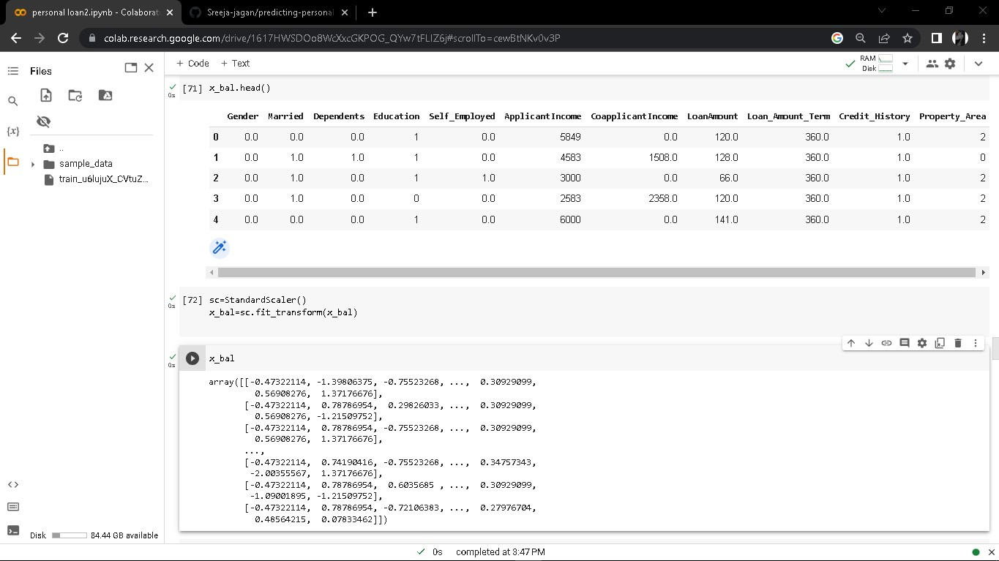 personal loan2.ipynb - Colaborat
Sreeja-jagan/predicting-personal
colab.research.google.com/drive/1617HWSDOo8WcXxcGKPOG_QYw7tFLIZ6j#scrollTo=cewBtNKv0v3P
Files
+ Code + Text
RAM
Disk
{x}
..
sample_data
train_u6lujuX_CVtuZ...
0s
[71] x_bal.head()
Gender Married Dependents Education Self_Employed ApplicantIncome CoapplicantIncome LoanAmount Loan_Amount_Term Credit_History Property_Area
0 0.0 0.0 0.0 1 0.0 5849 0.0 120.0 360.0 1.0 2
1 0.0 1.0 1.0 1 0.0 4583 1508.0 128.0 360.0 1.0 0
2 0.0 1.0 0.0 1 1.0 3000 0.0 66.0 360.0 1.0 2
3 0.0 1.0 0.0 0 0.0 2583 2358.0 120.0 360.0 1.0 2
4 0.0 0.0 0.0 1 0.0 6000 0.0 141.0 360.0 1.0 2
0s
[72] sc=StandardScaler()
x_bal=sc.fit_transform(x_bal)
0s
x_bal
array([[-0.47322114, -1.39806375, -0.75523268, ..., 0.30929099,
0.56908276, 1.37176676],
[-0.47322114, 0.78786954, 0.29826033, ..., 0.30929099,
0.56908276, -1.21509752],
[-0.47322114, 0.78786954, -0.75523268, ..., 0.30929099,
0.56908276, 1.37176676],
...,
[-0.47322114, 0.74190416, -0.75523268, ..., 0.34757343,
-2.00355567, 1.37176676],
[-0.47322114, 0.78786954, 0.6035685 , ..., 0.30929099,
-1.09001895, -1.21509752],
[-0.47322114, 0.78786954, -0.72106383, ..., 0.27976704,
0.48564215, 0.07833462]])
Disk 84.44 GB available
0s completed at 3:47 PM